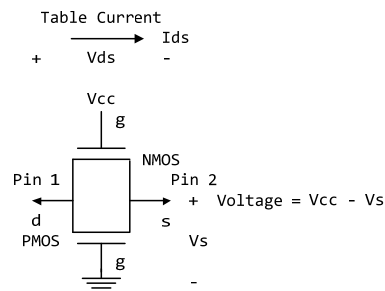 Table Current
Ids
+ Vds -
Vcc
g
NMOS
Pin 1 Pin 2
+ Voltage = Vcc - Vs
d s
PMOS Vs
g
-